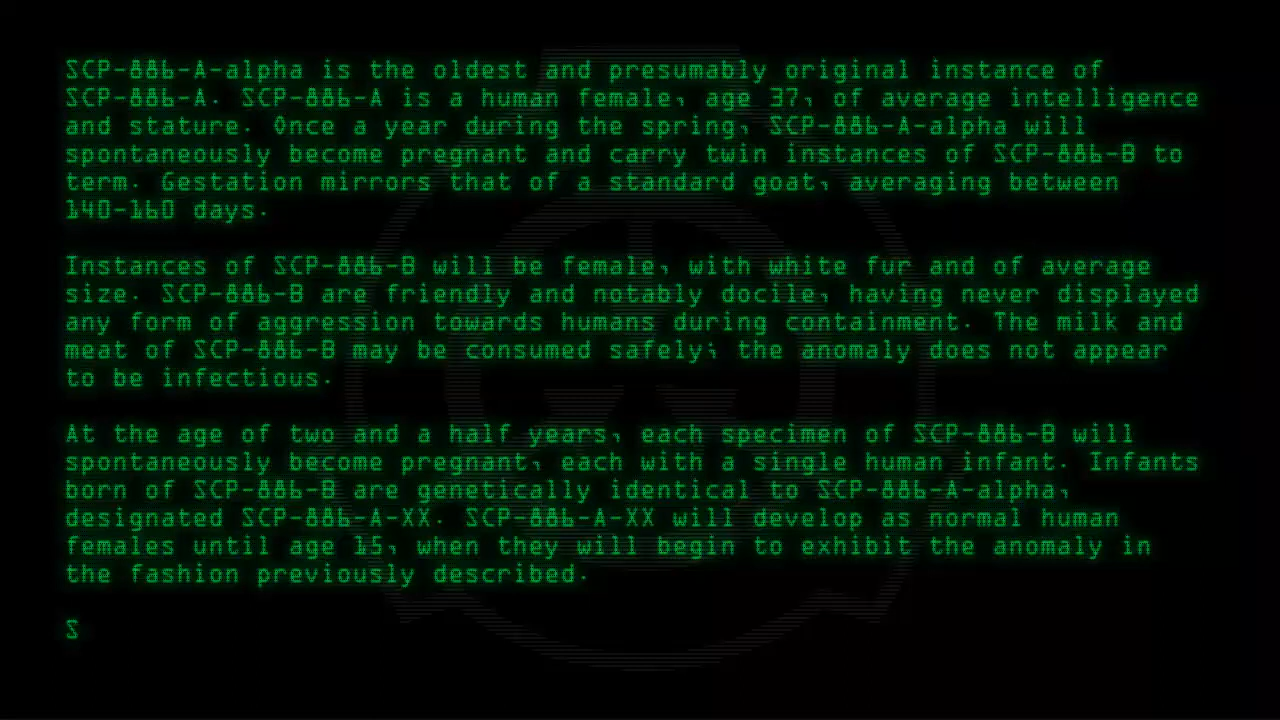 SCP-886-A-alpha is the oldest and presumably original instance of
SCP-886-A. SCP-886-A is a human female, age 37, of average intelligence
and stature. Once a year during the spring, SCP-886-A-alpha will
spontaneously become pregnant and carry twin instances of SCP-886-B to
term. Gestation mirrors that of a standard goat, averaging between
140-160 days.
Instances of SCP-886-B will be female, with white fur and of average
size. SCP-886-B are friendly and notably docile, having never displayed
any form of aggression towards humans during containment. The milk and
meat of SCP-886-B may be consumed safely; the anomaly does not appear
to be infectious.
At the age of two and a half years, each specimen of SCP-886-B will
spontaneously become pregnant, each with a single human infant. Infants
born of SCP-886-B are genetically identical to SCP-886-A-alpha,
designated SCP-886-A-XX. SCP-886-A-XX will develop as normal human
females until age 15, when they will begin to exhibit the anomaly in
the fashion previously described.
S